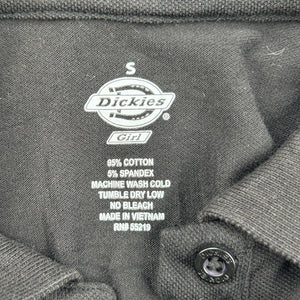 S
Dickies
Girl
95% COTTON
5% SPANDEX
MACHINE WASH COLD
TUMBLE DRY LOW
NO BLEACH
MADE IN VIETNAM
RN# 55219